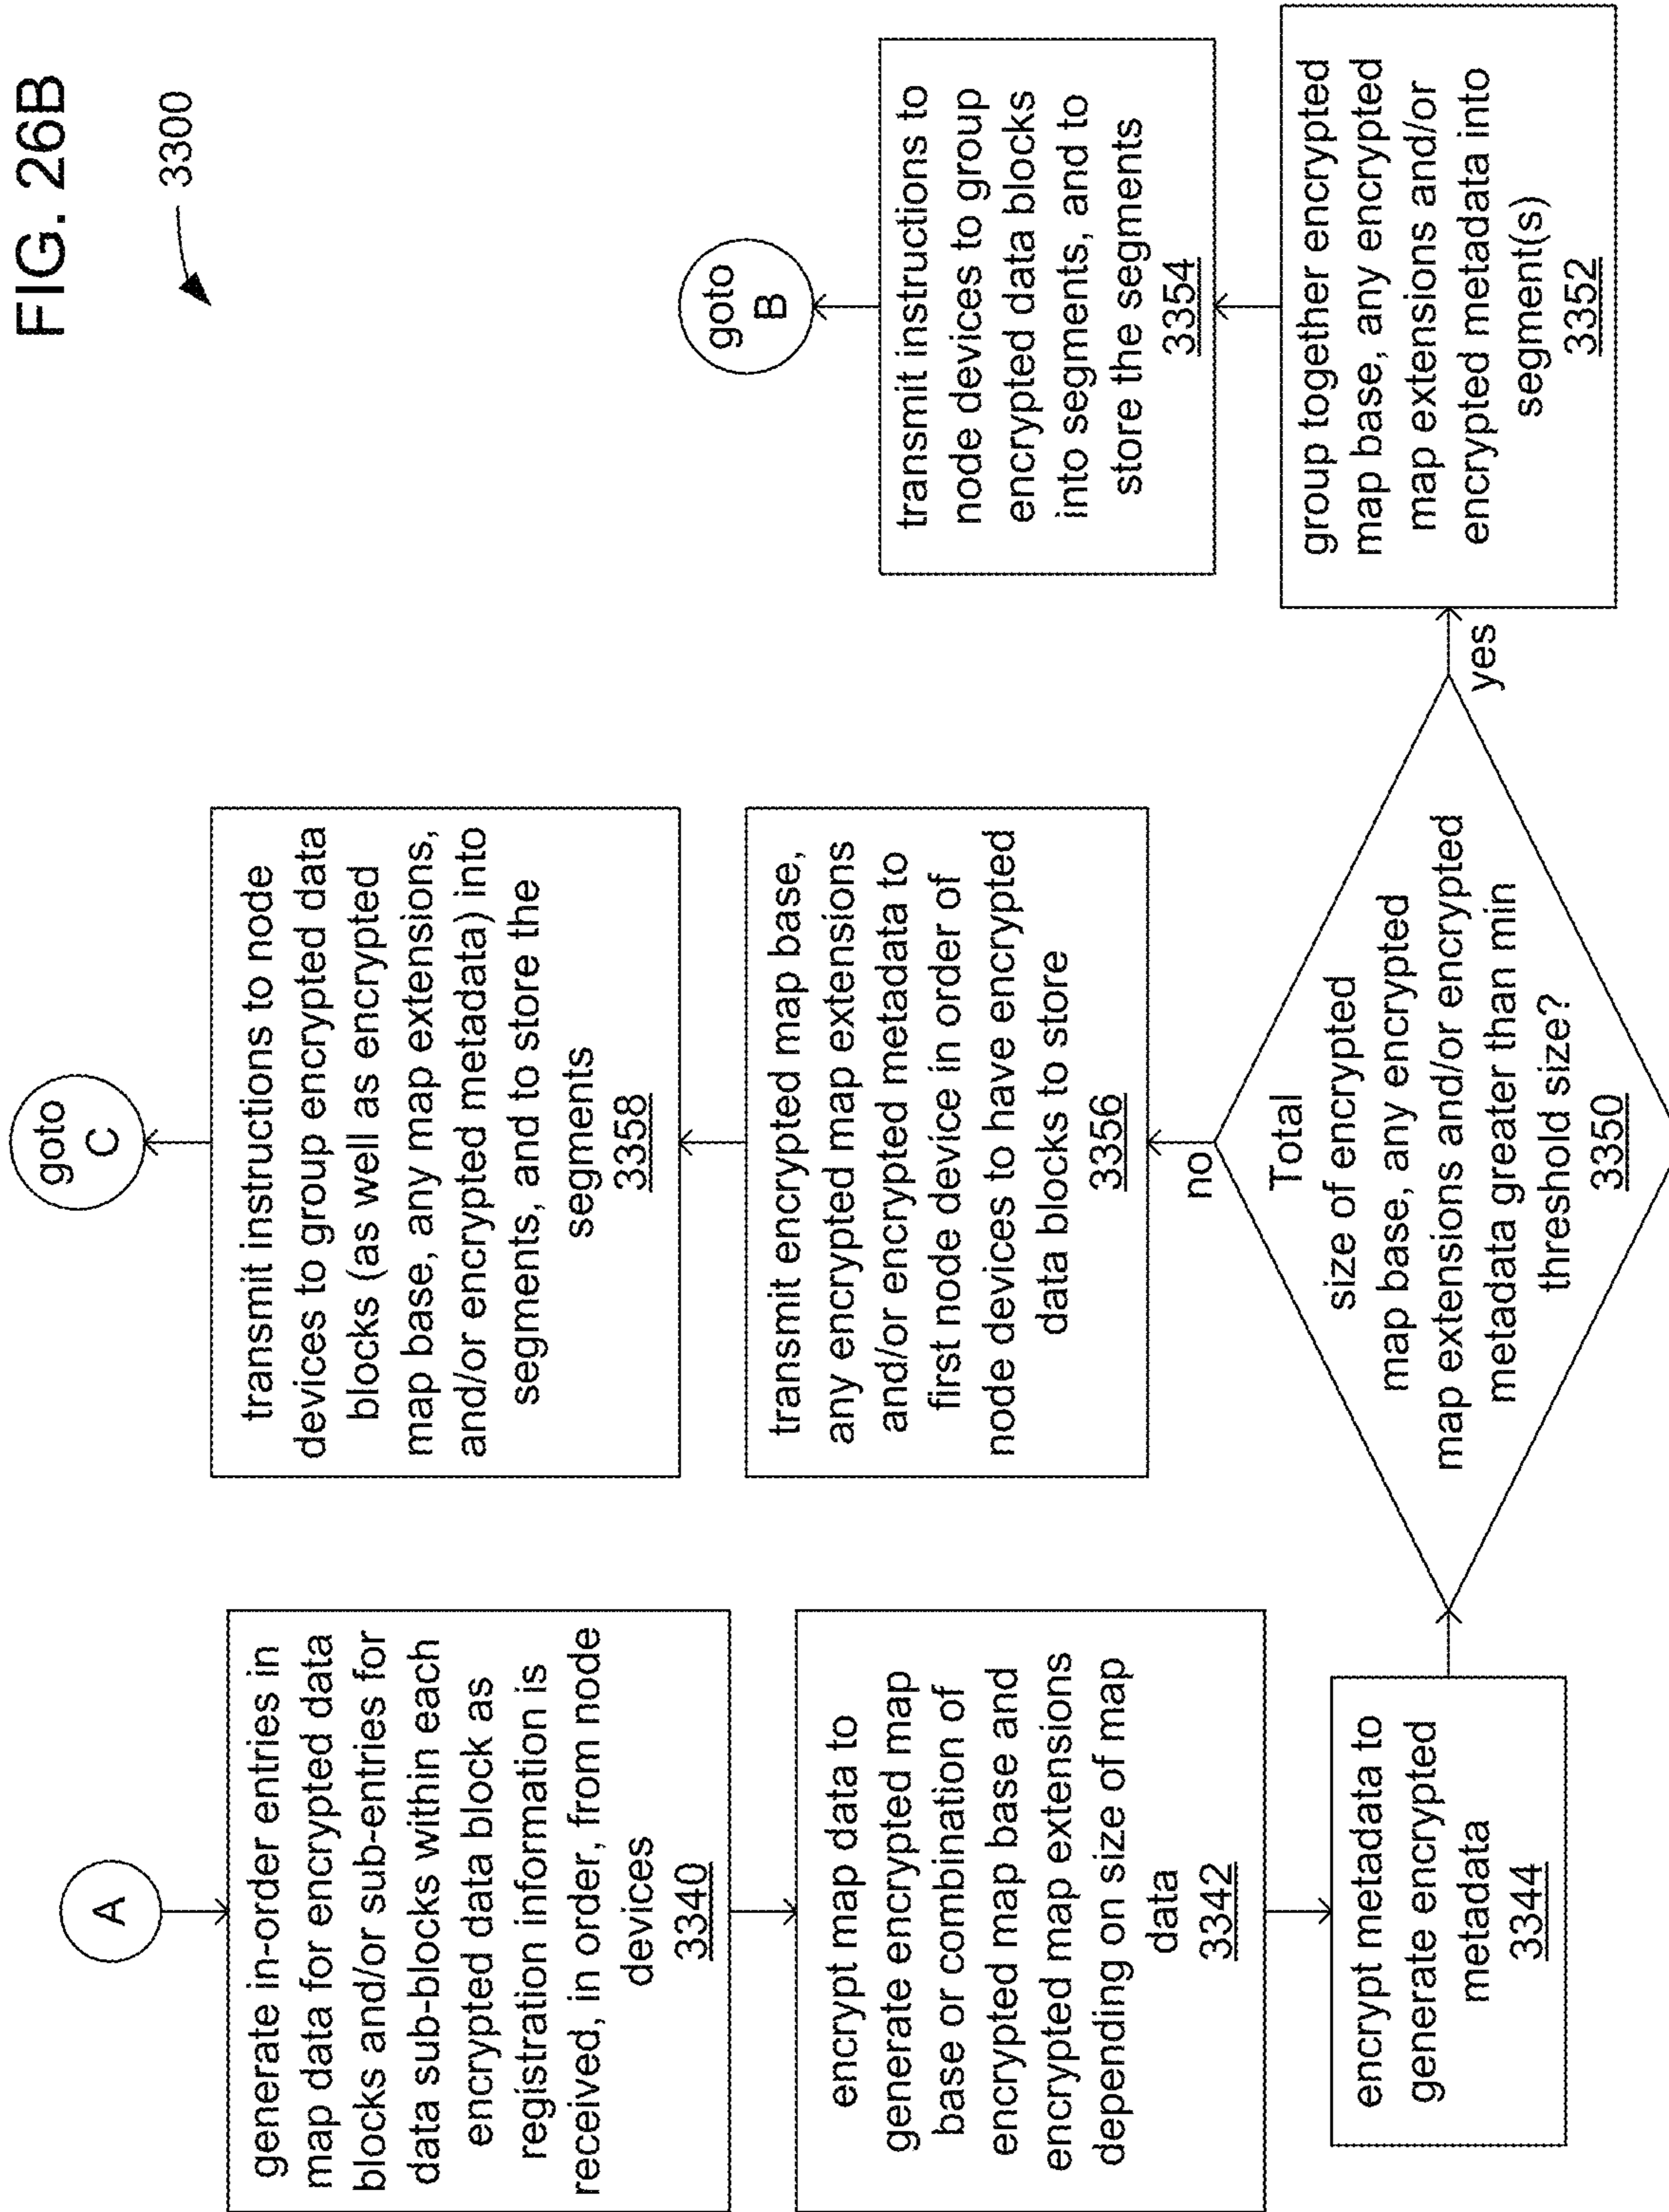 FIG. 26B
3300
A
generate in-order entries in
map data for encrypted data
blocks and/or sub-entries for
data sub-blocks within each
encrypted data block as
registration information is
received, in order, from node
devices
3340
encrypt map data to
generate encrypted map
base or combination of
encrypted map base and
encrypted map extensions
depending on size of map
data
3342
encrypt metadata to
generate encrypted
metadata
3344
goto
C
transmit instructions to node
devices to group encrypted data
blocks (as well as encrypted
map base, any map extensions,
and/or encrypted metadata) into
segments, and to store the
segments
3358
transmit encrypted map base,
any encrypted map extensions
and/or encrypted metadata to
first node device in order of
node devices to have encrypted
data blocks to store
3356
no
Total
size of encrypted
map base, any encrypted
map extensions and/or encrypted
metadata greater than min
threshold size?
3350
yes
goto
B
transmit instructions to
node devices to group
encrypted data blocks
into segments, and to
store the segments
3354
group together encrypted
map base, any encrypted
map extensions and/or
encrypted metadata into
segment(s)
3352